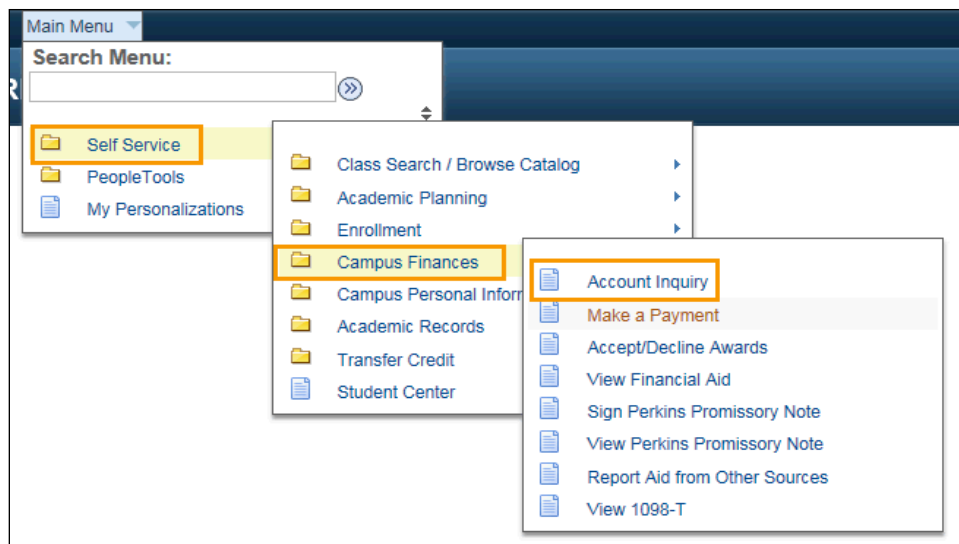 Main Menu
Search Menu:
Self Service
PeopleTools
My Personalizations
Class Search / Browse Catalog
Academic Planning
Enrollment
Campus Finances
Campus Personal Infor
Academic Records
Transfer Credit
Student Center
Account Inquiry
Make a Payment
Accept/Decline Awards
View Financial Aid
Sign Perkins Promissory Note
View Perkins Promissory Note
Report Aid from Other Sources
View 1098-T